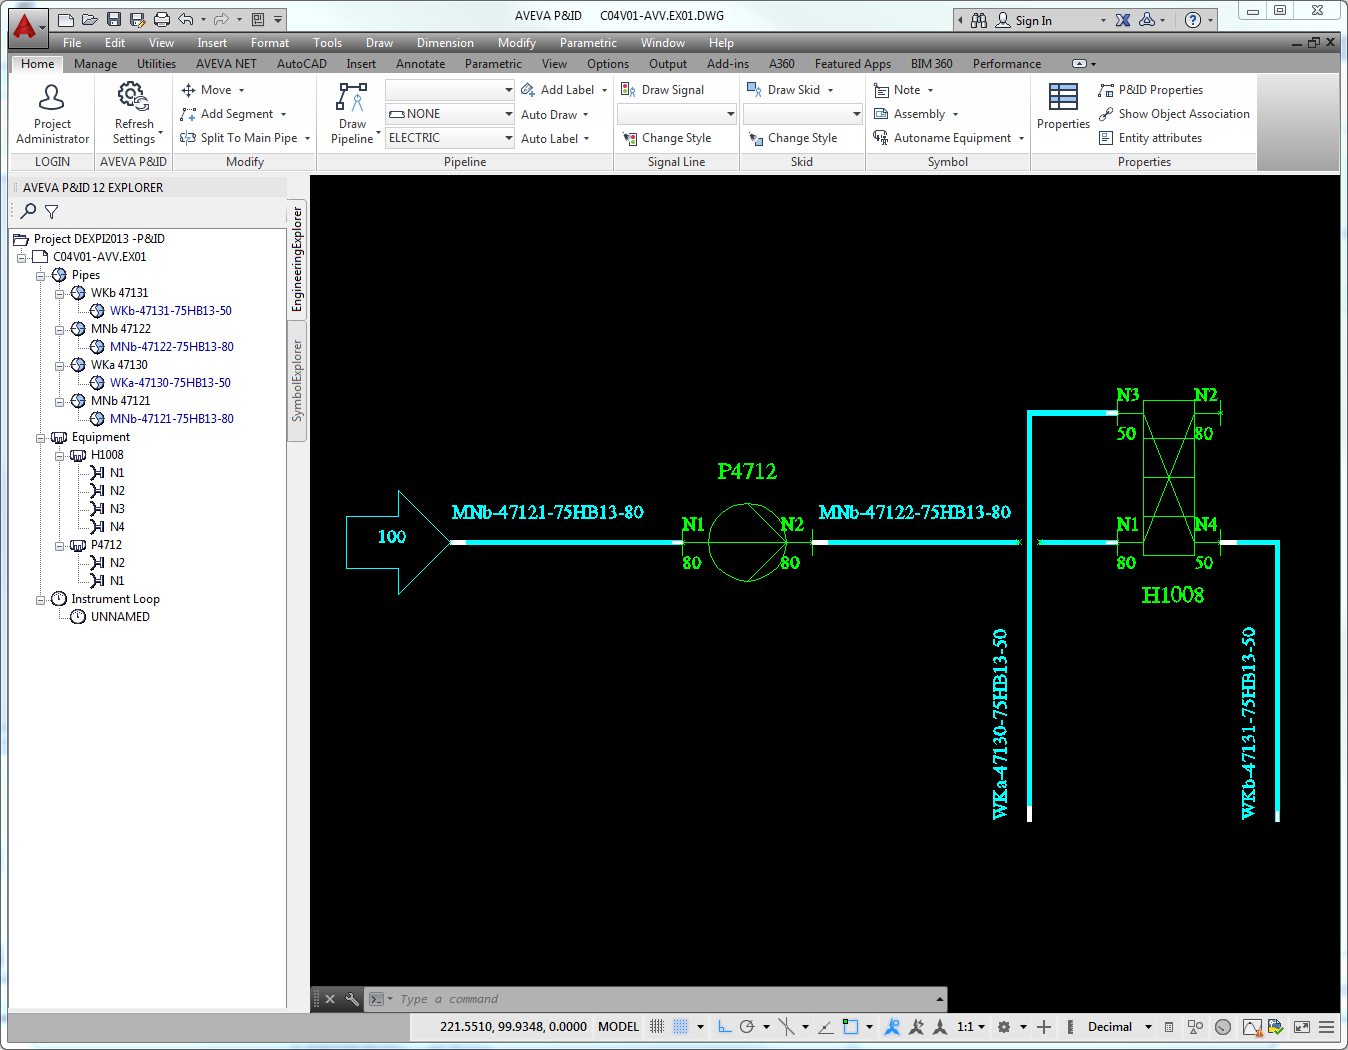 AVEVA P&ID C04V01-AVV.EX01.DWG
Sign In
File Edit View Insert Format Tools Draw Dimension Modify Parametric Window Help
Home Manage Utilities AVEVA NET AutoCAD Insert Annotate Parametric View Options Output Add-ins A360 Featured Apps BIM 360 Performance
Project Administrator
LOGIN
Refresh Settings
AVEVA P&ID
Move
Add Segment
Split To Main Pipe
Modify
Draw Pipeline
NONE
ELECTRIC
Add Label
Auto Draw
Auto Label
Pipeline
Draw Signal
Change Style
Signal Line
Draw Skid
Change Style
Skid
Note
Assembly
Autoname Equipment
Symbol
Properties
P&ID Properties
Show Object Association
Entity attributes
Properties
AVEVA P&ID 12 EXPLORER
EngineeringExplorer
SymbolExplorer
Project DEXPI2013 -P&ID
C04V01-AVV.EX01
Pipes
WKb 47131
WKb-47131-75HB13-50
MNb 47122
MNb-47122-75HB13-80
WKa 47130
WKa-47130-75HB13-50
MNb 47121
MNb-47121-75HB13-80
Equipment
H1008
N1
N2
N3
N4
P4712
N2
N1
Instrument Loop
UNNAMED
100
MNb-47121-75HB13-80
P4712
N1
N2
80
80
MNb-47122-75HB13-80
N3
N2
50
80
N1
N4
80
50
H1008
WKa-47130-75HB13-50
WKb-47131-75HB13-50
Type a command
221.5510, 99.9348, 0.0000 MODEL
1:1
Decimal